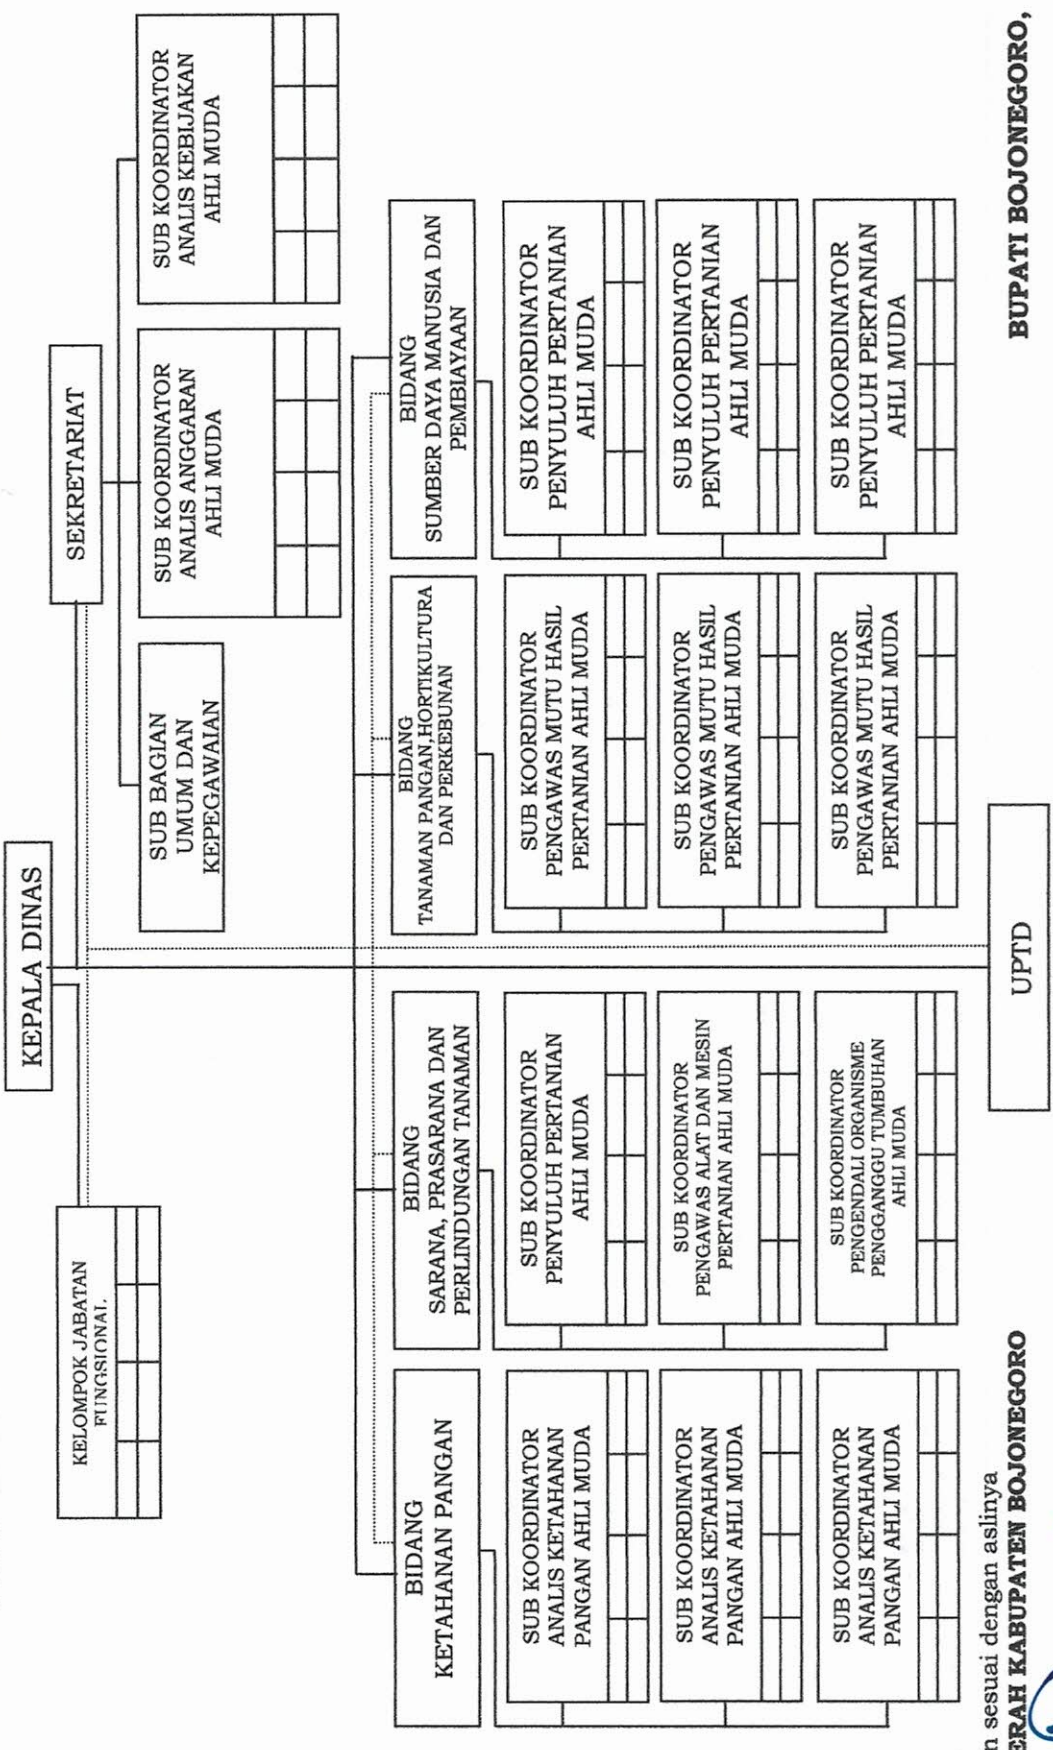 KEPALA DINAS
KELOMPOK JABATAN
FUNGSIONAL
SEKRETARIAT
SUB BAGIAN
UMUM DAN
KEPEGAWAIAN
SUB KOORDINATOR
ANALIS ANGGARAN
AHLI MUDA
SUB KOORDINATOR
ANALIS KEBIJAKAN
AHLI MUDA
BIDANG
KETAHANAN PANGAN
SUB KOORDINATOR
ANALIS KETAHANAN
PANGAN AHLI MUDA
SUB KOORDINATOR
ANALIS KETAHANAN
PANGAN AHLI MUDA
SUB KOORDINATOR
ANALIS KETAHANAN
PANGAN AHLI MUDA
BIDANG
SARANA, PRASARANA DAN
PERLINDUNGAN TANAMAN
SUB KOORDINATOR
PENYULUH PERTANIAN
AHLI MUDA
SUB KOORDINATOR
PENGAWAS ALAT DAN MESIN
PERTANIAN AHLI MUDA
SUB KOORDINATOR
PENGENDALI ORGANISME
PENGGANGGU TUMBUHAN
AHLI MUDA
BIDANG
TANAMAN PANGAN,HORTIKULTURA
DAN PERKEBUNAN
SUB KOORDINATOR
PENGAWAS MUTU HASIL
PERTANIAN AHLI MUDA
SUB KOORDINATOR
PENGAWAS MUTU HASIL
PERTANIAN AHLI MUDA
SUB KOORDINATOR
PENGAWAS MUTU HASIL
PERTANIAN AHLI MUDA
BIDANG
SUMBER DAYA MANUSIA DAN
PEMBIAYAAN
SUB KOORDINATOR
PENYULUH PERTANIAN
AHLI MUDA
SUB KOORDINATOR
PENYULUH PERTANIAN
AHLI MUDA
SUB KOORDINATOR
PENYULUH PERTANIAN
AHLI MUDA
UPTD
n sesuai dengan aslinya
ERAH KABUPATEN BOJONEGORO
BUPATI BOJONEGORO,